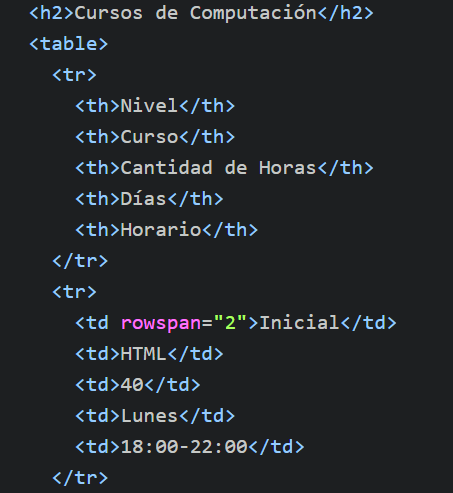 <h2>Cursos de Computación</h2>
<table>
<tr>
<th>Nivel</th>
<th>Curso</th>
<th>Cantidad de Horas</th>
<th>Días</th>
<th>Horario</th>
</tr>
<tr>
<td rowspan="2">Inicial</td>
<td>HTML</td>
<td>40</td>
<td>Lunes</td>
<td>18:00-22:00</td>
</tr>